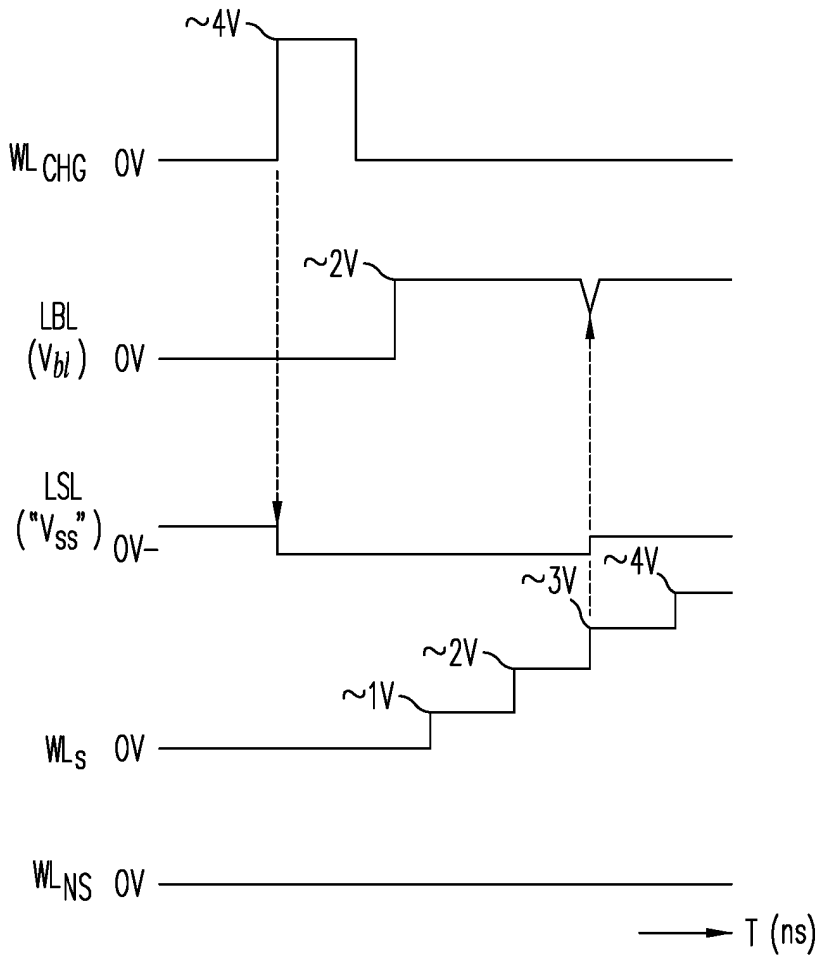 ~4V
WL CHG 0V
~2V
LBL
(Vbl) 0V
LSL
("VSS") 0V-
~3V ~4V
~2V
~1V
WLS 0V
WLNS 0V
T (ns)